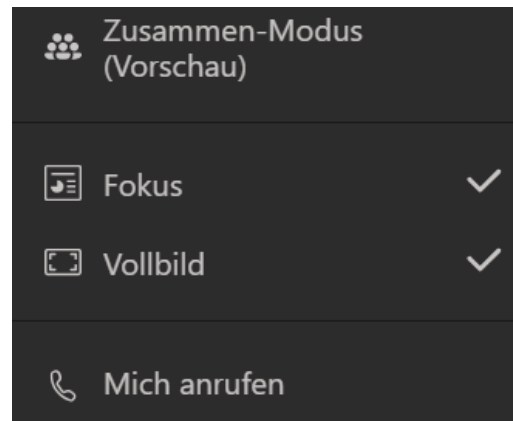 Zusammen-Modus
(Vorschau)
Fokus
Vollbild
Mich anrufen